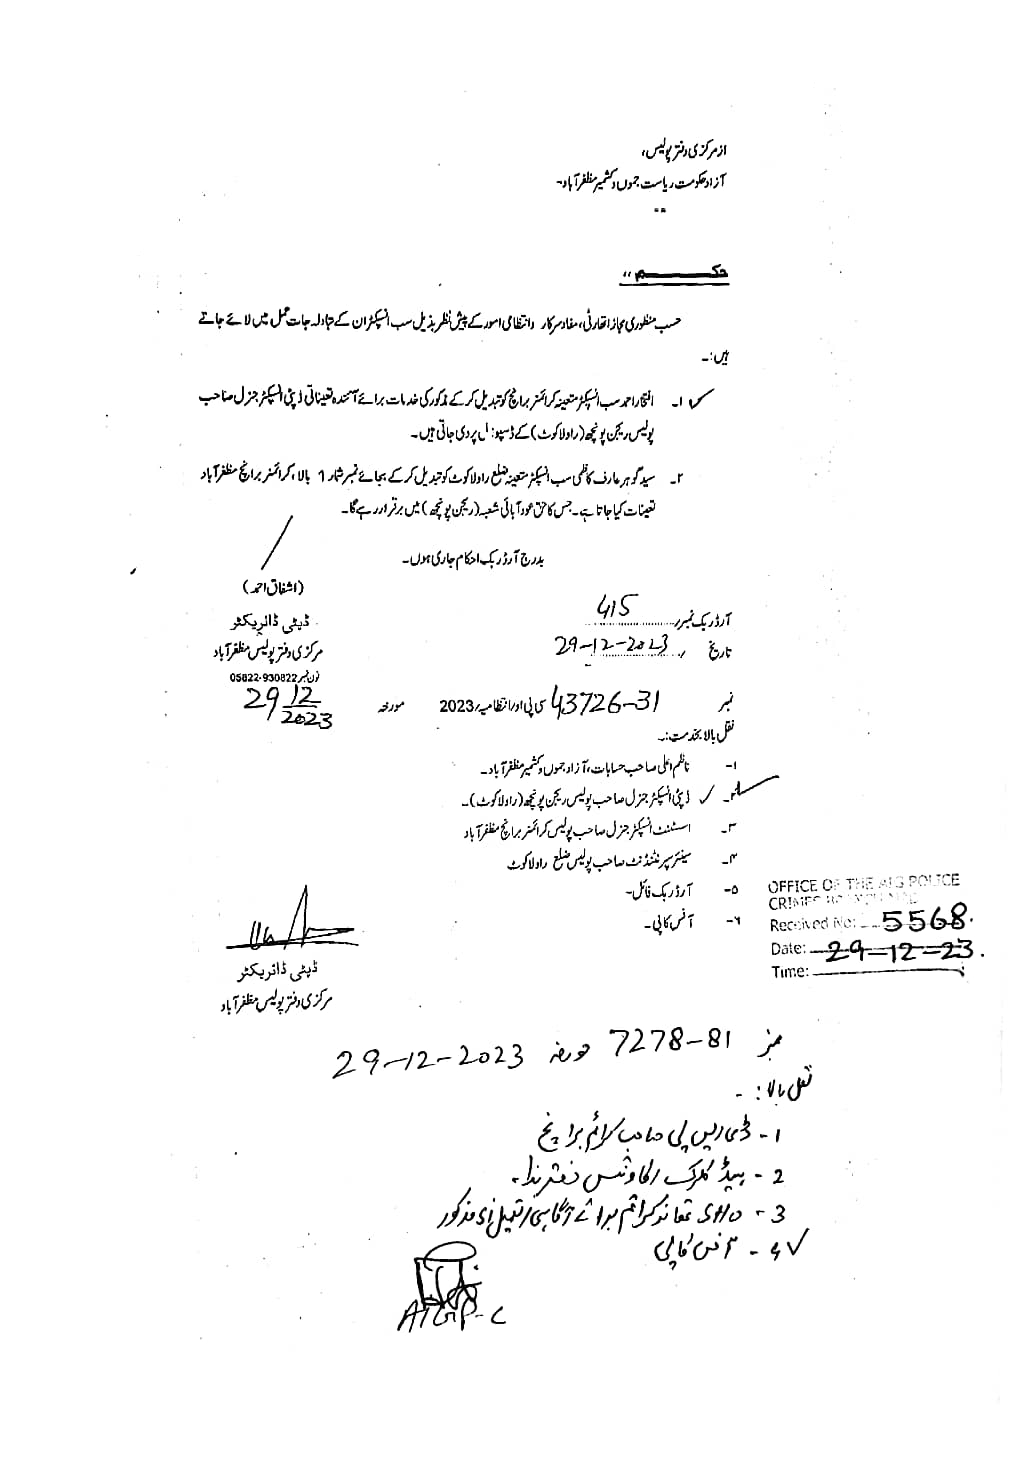 از مرکزی دفتر پولیس،
آزاد حکومت ریاست جموں و کشمیر مظفرآباد۔
حکم ,,
حسب منظوری مجاز اتھارٹی، مفاد سرکار و انتظامی امور کے پیش نظر بذیل سب انسپکٹران کے تبادلہ جات عمل میں لائے جاتے
ہیں:۔
۱۔ افتخار احمد سب انسپکٹر متعینہ کرائمز برانچ کو تبدیل کر کے مذکور کی خدمات برائے آئندہ تعیناتی ڈپٹی انسپکٹر جنرل صاحب
پولیس ریجن پونچھ (راولاکوٹ) کے ڈسپوزل پر دی جاتی ہیں۔
۲۔ سید گوہر عارف کاظمی سب انسپکٹر متعینہ ضلع راولاکوٹ کو تبدیل کر کے بجائے نمبر شمار 1 بالا، کرائمز برانچ مظفرآباد
تعینات کیا جاتا ہے۔ جس کا حق عود آبائی شعبہ (ریجن پونچھ) میں برقرار رہے گا۔
بدرج آرڈر بک احکام جاری ہوں۔
(اشفاق احمد)
ڈپٹی ڈائریکٹر
مرکزی دفتر پولیس مظفرآباد
فون نمبر 05822-930822
29/12/2023
آرڈر بک نمبر 415
تاریخ 29-12-2023
نمبر 43726-31 سی پی او/انتظامیہ/2023 مورخہ
نقل بالا بخدمت:۔
۱- ناظم اعلیٰ صاحب حسابات، آزاد جموں و کشمیر مظفرآباد۔
۲- ڈپٹی انسپکٹر جنرل صاحب پولیس ریجن پونچھ (راولاکوٹ)۔
۳- اسسٹنٹ انسپکٹر جنرل صاحب پولیس کرائمز برانچ مظفرآباد
۴- سینئر سپرنٹنڈنٹ صاحب پولیس ضلع راولاکوٹ
۵- آرڈر بک فائل۔
۶- آفس کاپی۔
ڈپٹی ڈائریکٹر
مرکزی دفتر پولیس مظفرآباد
OFFICE OF THE AIG POLICE
CRIMES BRANCH
Received No: 5568.
Date: 29-12-23.
Time:
نمبر 7278-81 مورخہ 29-12-2023
نقل بالا:-
1- ڈی ایس پی صاحب کرائم برانچ
2- ہیڈ کلرک / اکاؤنٹس دفتر ہذا۔
3- SHO تھانہ کرائم برائے آگاہی / تعمیل مذکور
4- آفس کاپی
AIGP-C